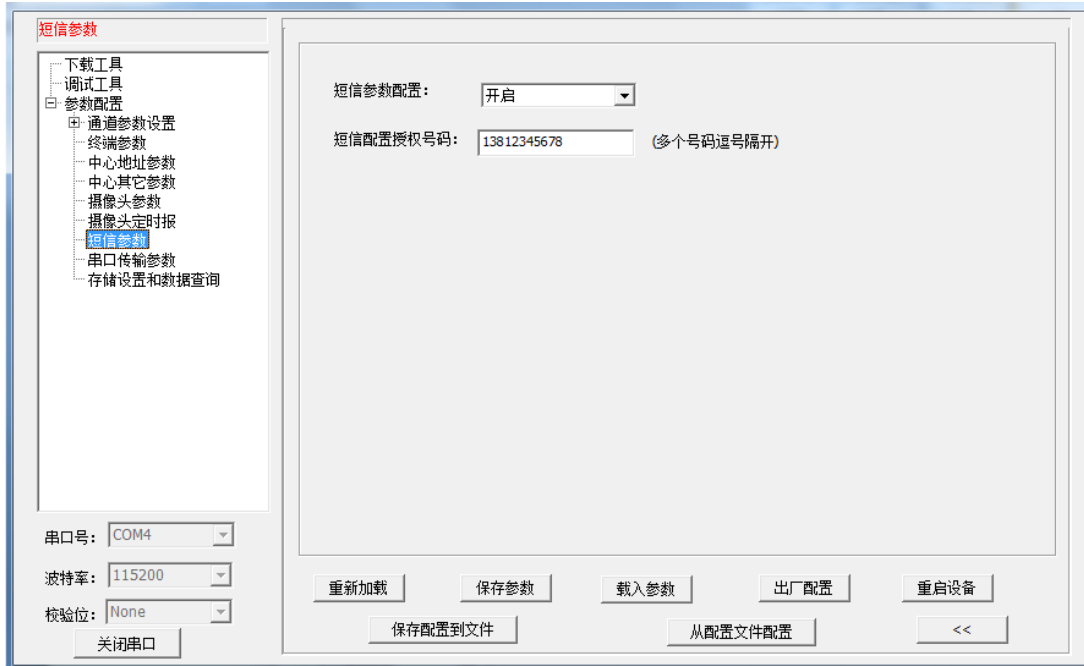 短信参数
下载工具
调试工具
参数配置
通道参数设置
终端参数
中心地址参数
中心其它参数
摄像头参数
摄像头定时报
短信参数
串口传输参数
存储设置和数据查询
串口号： COM4
波特率： 115200
校验位： None
关闭串口
短信参数配置： 开启
短信配置授权号码： 13812345678 (多个号码逗号隔开)
重新加载 保存参数 载入参数 出厂配置 重启设备
保存配置到文件 从配置文件配置 <<